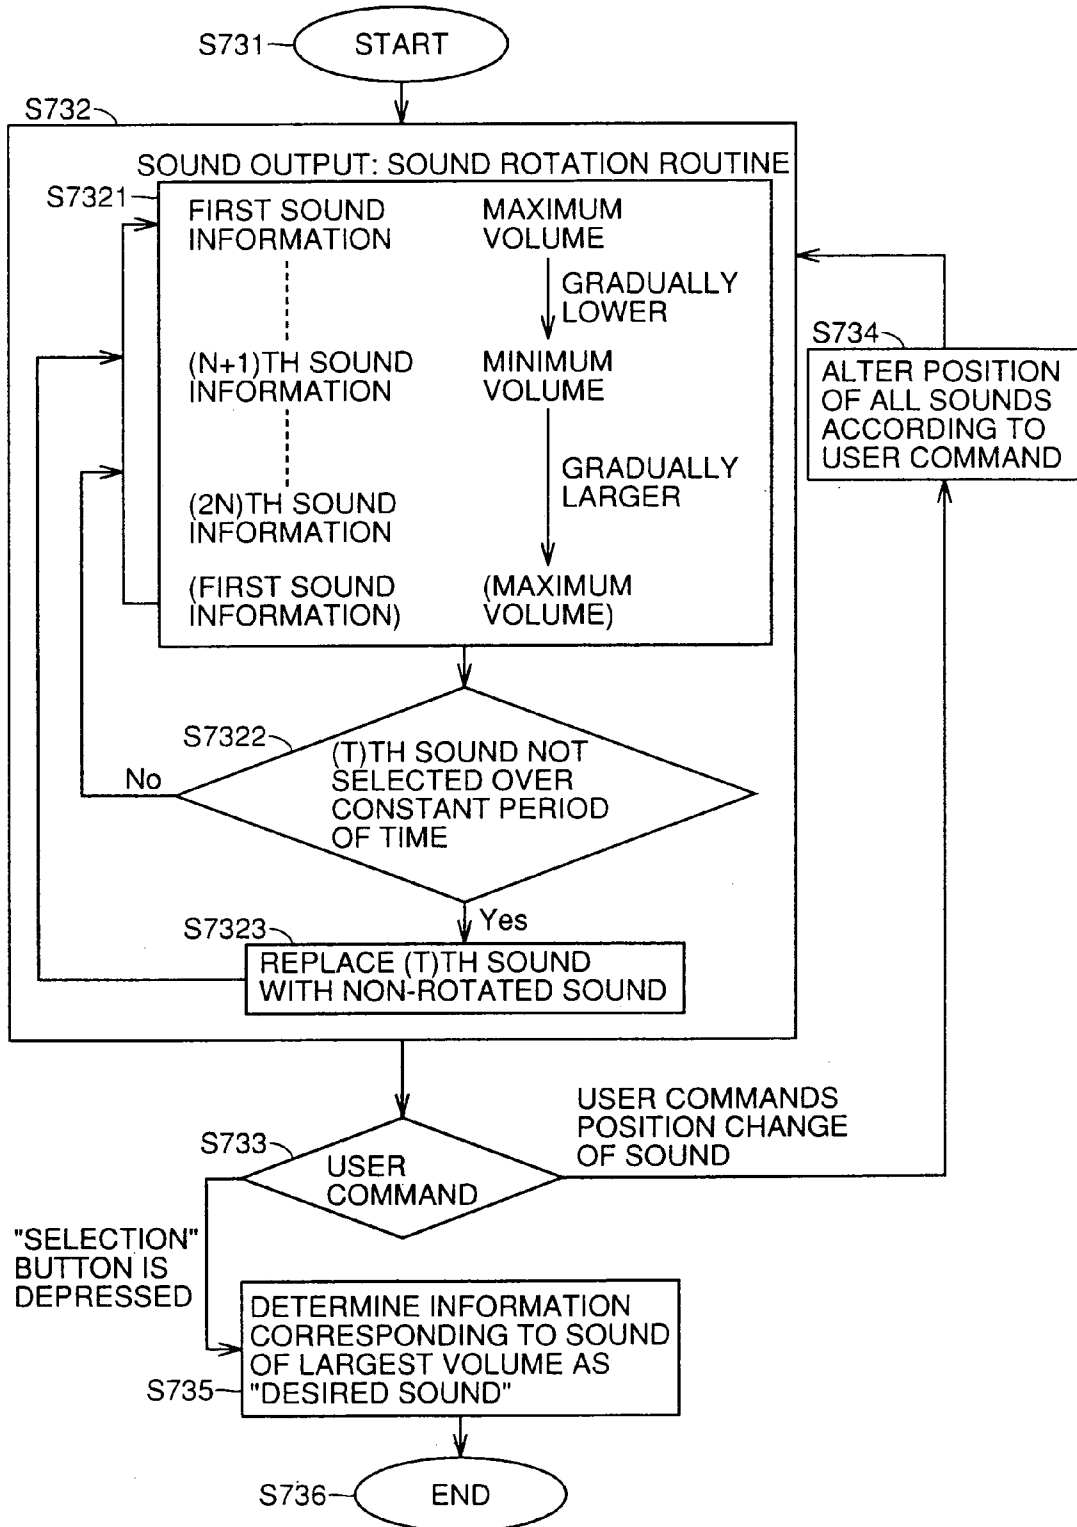 S731
START
S732
SOUND OUTPUT: SOUND ROTATION ROUTINE
S7321
FIRST SOUND
INFORMATION
MAXIMUM
VOLUME
GRADUALLY
LOWER
(N+1)TH SOUND
INFORMATION
MINIMUM
VOLUME
GRADUALLY
LARGER
(2N)TH SOUND
INFORMATION
(FIRST SOUND
INFORMATION)
(MAXIMUM
VOLUME)
S734
ALTER POSITION
OF ALL SOUNDS
ACCORDING TO
USER COMMAND
S7322
(T)TH SOUND NOT
SELECTED OVER
CONSTANT PERIOD
OF TIME
No
Yes
S7323
REPLACE (T)TH SOUND
WITH NON-ROTATED SOUND
S733
USER
COMMAND
USER COMMANDS
POSITION CHANGE
OF SOUND
"SELECTION"
BUTTON IS
DEPRESSED
DETERMINE INFORMATION
CORRESPONDING TO SOUND
OF LARGEST VOLUME AS
"DESIRED SOUND"
S735
S736
END